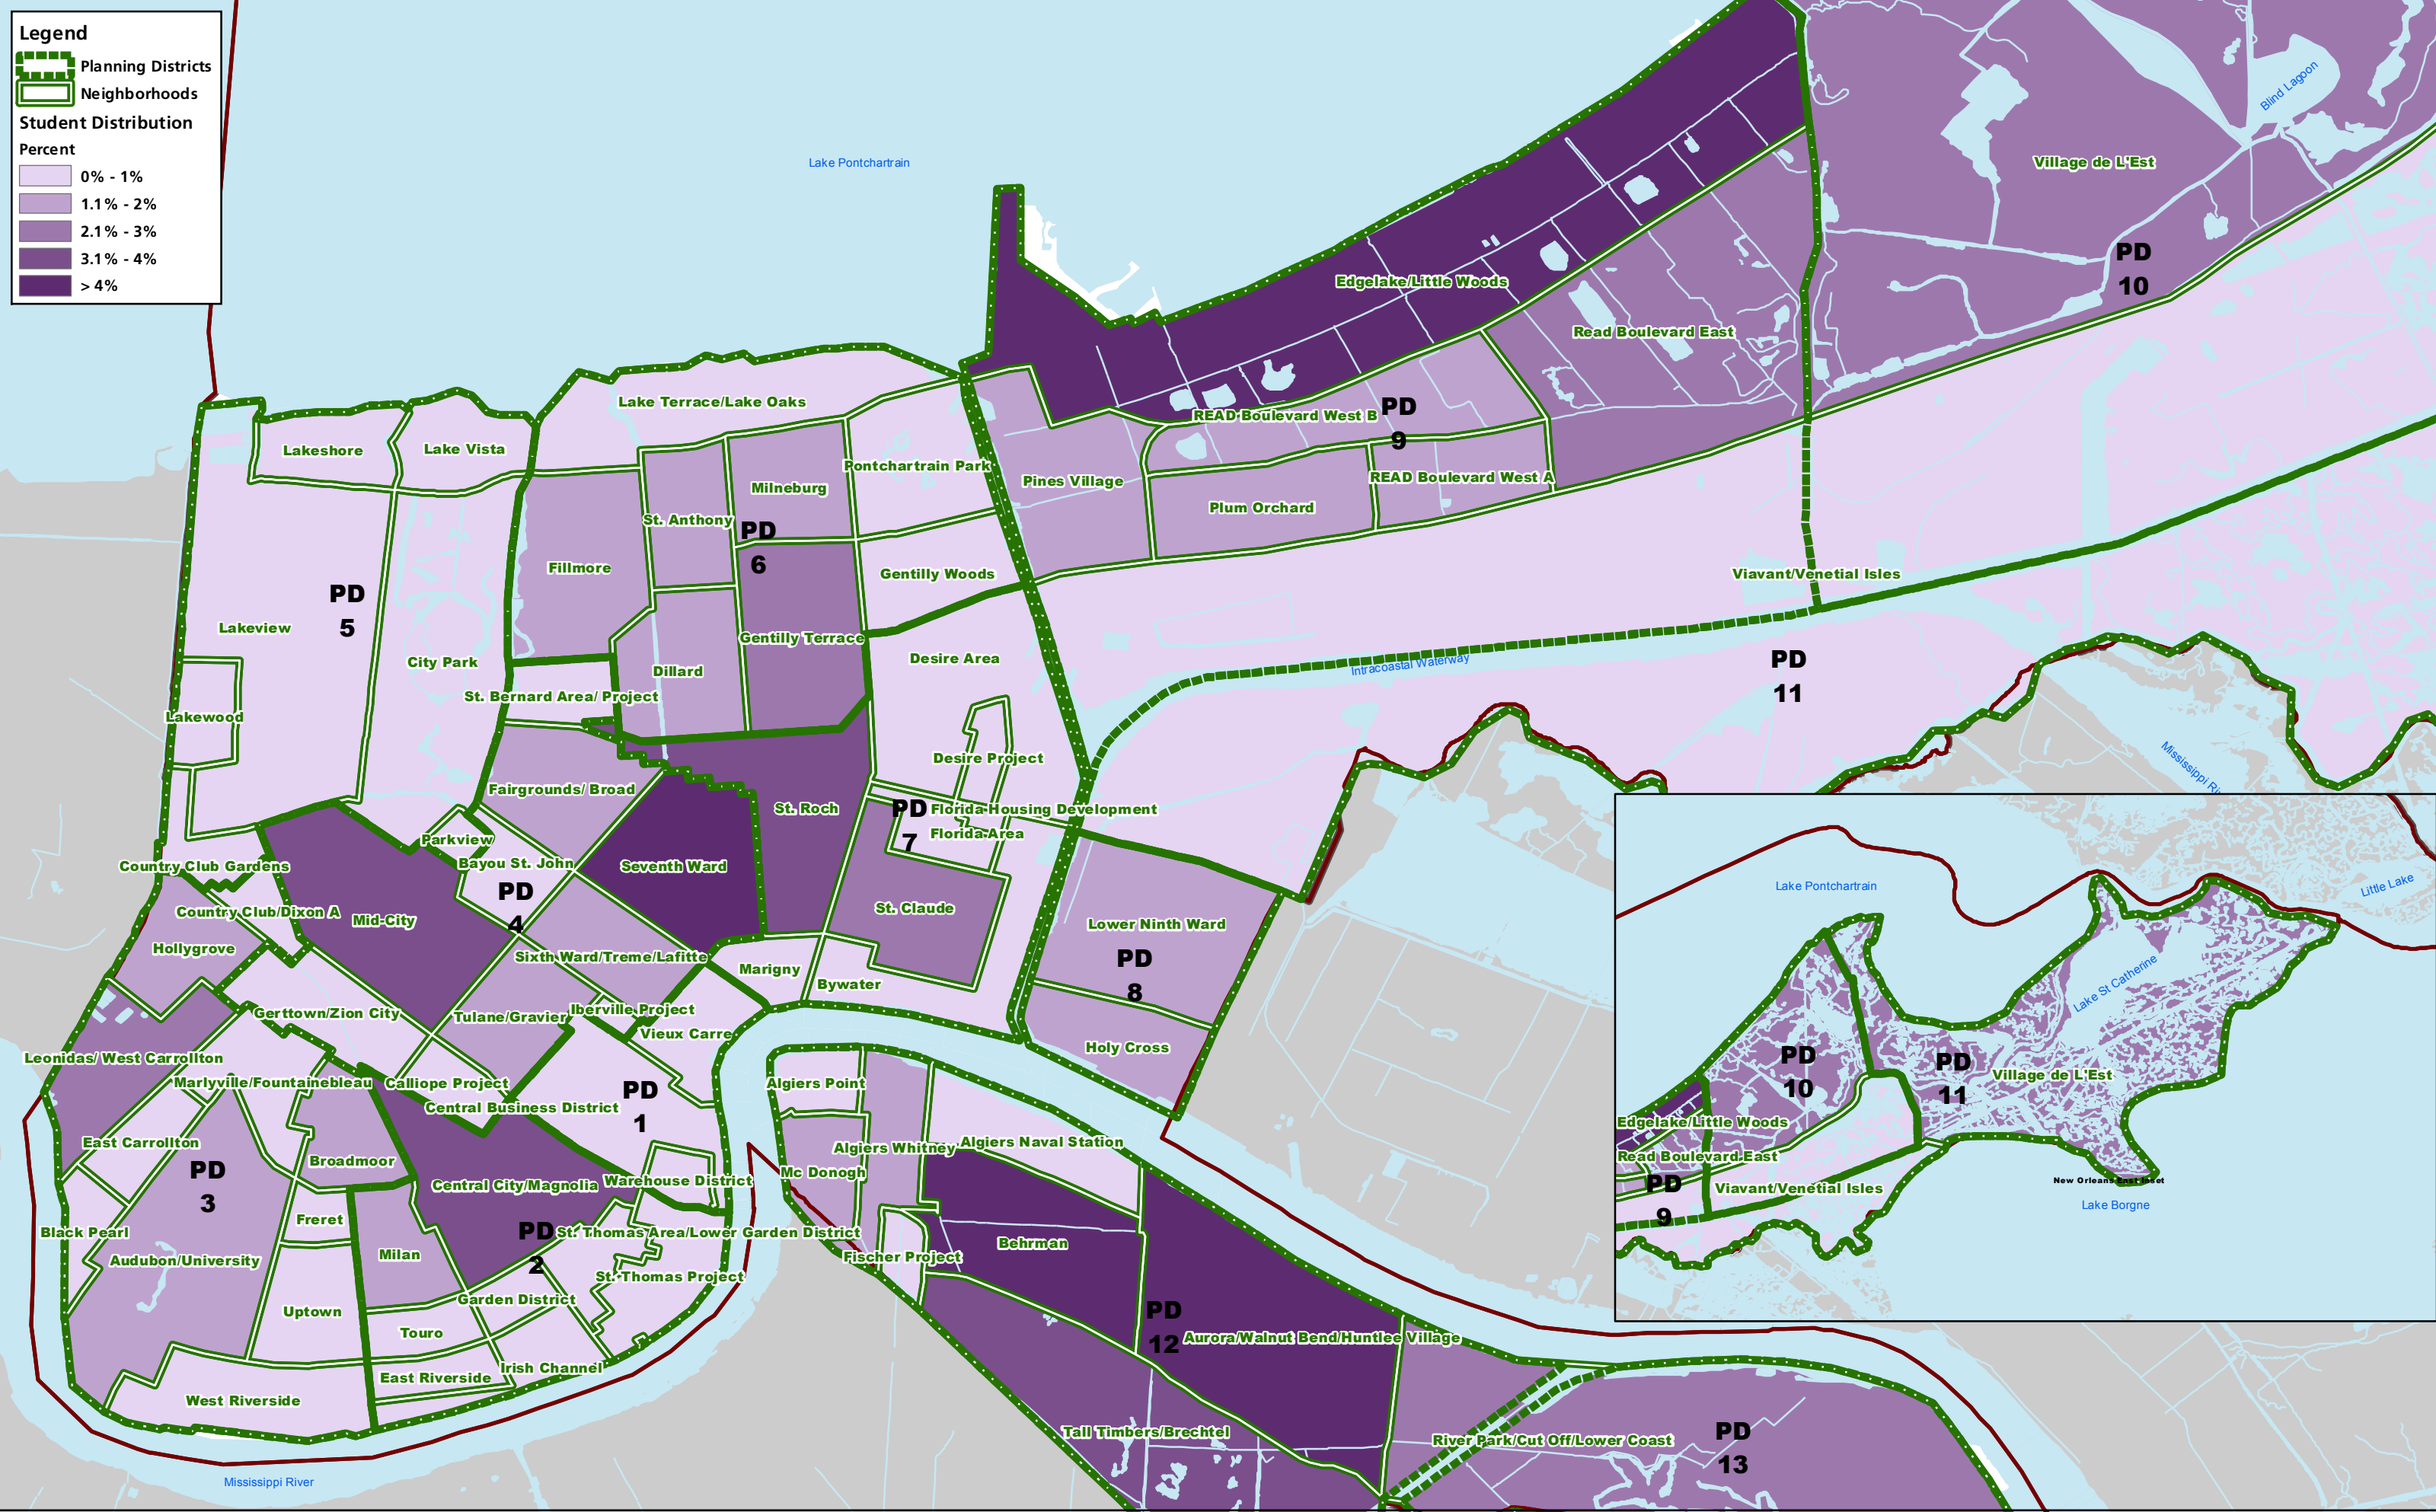 Legend
Planning Districts
Neighborhoods
Student Distribution
Percent
0% - 1%
1.1% - 2%
2.1% - 3%
3.1% - 4%
> 4%
Lake Pontchartrain
Blind Lagoon
Village de L'Est
PD
10
Edgelake/Little Woods
Read Boulevard East
Lake Terrace/Lake Oaks
READ Boulevard West B
PD
9
Lakeshore
Lake Vista
Pontchartrain Park
Pines Village
READ Boulevard West A
Milneburg
Plum Orchard
St. Anthony
PD
6
Fillmore
Gentilly Woods
Viavant/Venetial Isles
PD
5
Lakeview
Gentilly Terrace
City Park
Desire Area
Intracoastal Waterway
PD
11
Dillard
St. Bernard Area/ Project
Lakewood
Desire Project
Mississippi Ri
Fairgrounds/ Broad
St. Roch
PD
7
Florida Housing Development
Florida Area
Parkview
Country Club Gardens
Bayou St. John
Seventh Ward
PD
4
Country Club/Dixon A
Mid-City
St. Claude
Lower Ninth Ward
Hollygrove
Sixth Ward/Treme/Lafitte
Marigny
PD
8
Bywater
Gerttown/Zion City
Tulane/Gravier
Iberville Project
Vieux Carre
Holy Cross
Leonidas/ West Carrollton
Marlyville/Fountainebleau
Calliope Project
Algiers Point
Central Business District
PD
1
East Carrollton
Algiers Whitney
Algiers Naval Station
Broadmoor
PD
3
Mc Donogh
Central City/Magnolia
Warehouse District
Freret
Black Pearl
PD
2
St. Thomas Area/Lower Garden District
Behrman
Milan
Fischer Project
Audubon/University
St. Thomas Project
Garden District
Uptown
PD
12
Touro
Aurora/Walnut Bend/Huntlee Village
Irish Channel
East Riverside
West Riverside
Tall Timbers/Brechtel
River Park/Cut Off/Lower Coast
PD
13
Mississippi River
Lake Pontchartrain
Little Lake
Lake St Catherine
PD
10
PD
11
Village de L'Est
Edgelake/Little Woods
Read Boulevard East
New Orleans East Inset
PD
9
Viavant/Venetial Isles
Lake Borgne